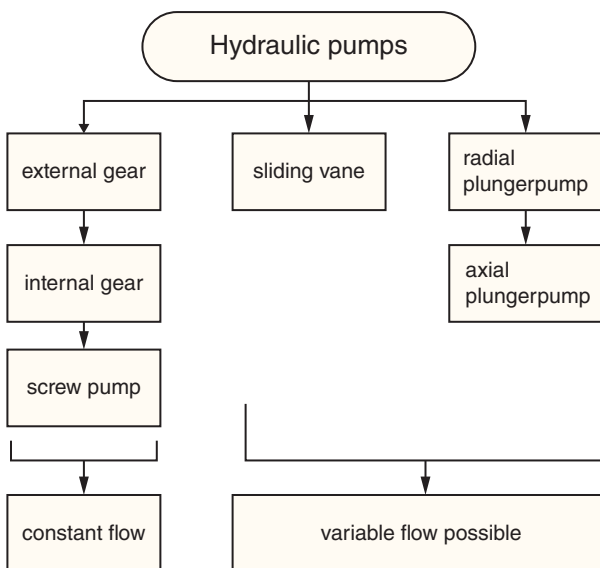 Hydraulic pumps
external gear
sliding vane
radial
plungerpump
internal gear
axial
plungerpump
screw pump
constant flow
variable flow possible